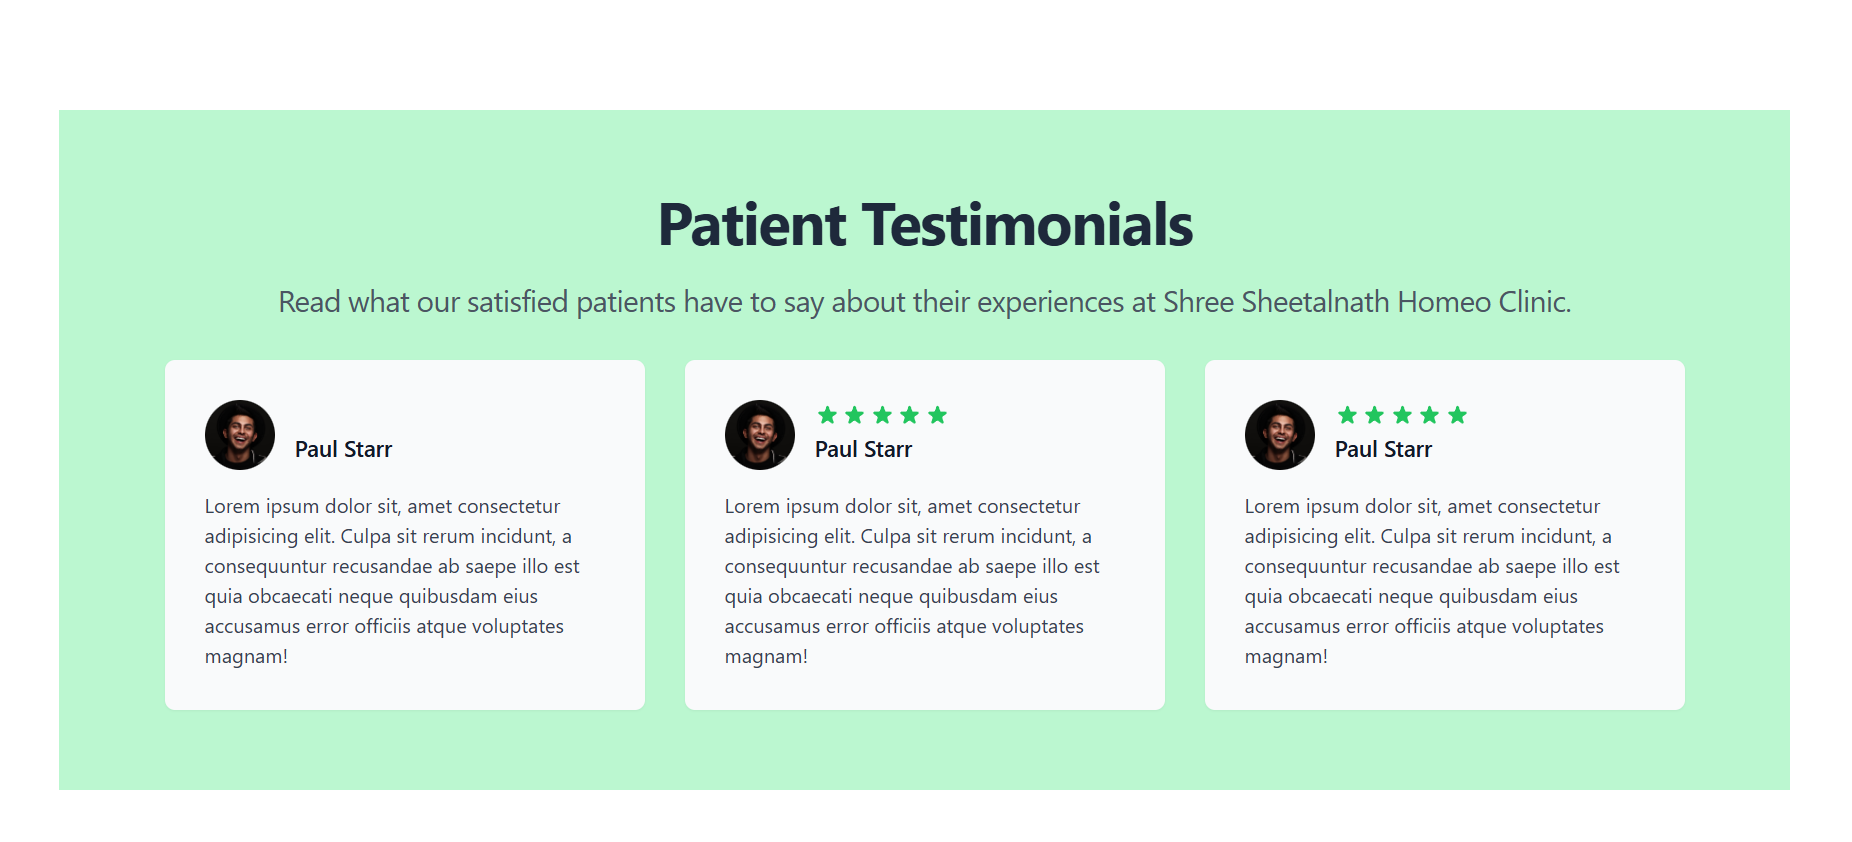 Patient Testimonials
Read what our satisfied patients have to say about their experiences at Shree Sheetalnath Homeo Clinic.
Paul Starr
Lorem ipsum dolor sit, amet consectetur
adipisicing elit. Culpa sit rerum incidunt, a
consequuntur recusandae ab saepe illo est
quia obcaecati neque quibusdam eius
accusamus error officiis atque voluptates
magnam!
Paul Starr
Lorem ipsum dolor sit, amet consectetur
adipisicing elit. Culpa sit rerum incidunt, a
consequuntur recusandae ab saepe illo est
quia obcaecati neque quibusdam eius
accusamus error officiis atque voluptates
magnam!
Paul Starr
Lorem ipsum dolor sit, amet consectetur
adipisicing elit. Culpa sit rerum incidunt, a
consequuntur recusandae ab saepe illo est
quia obcaecati neque quibusdam eius
accusamus error officiis atque voluptates
magnam!